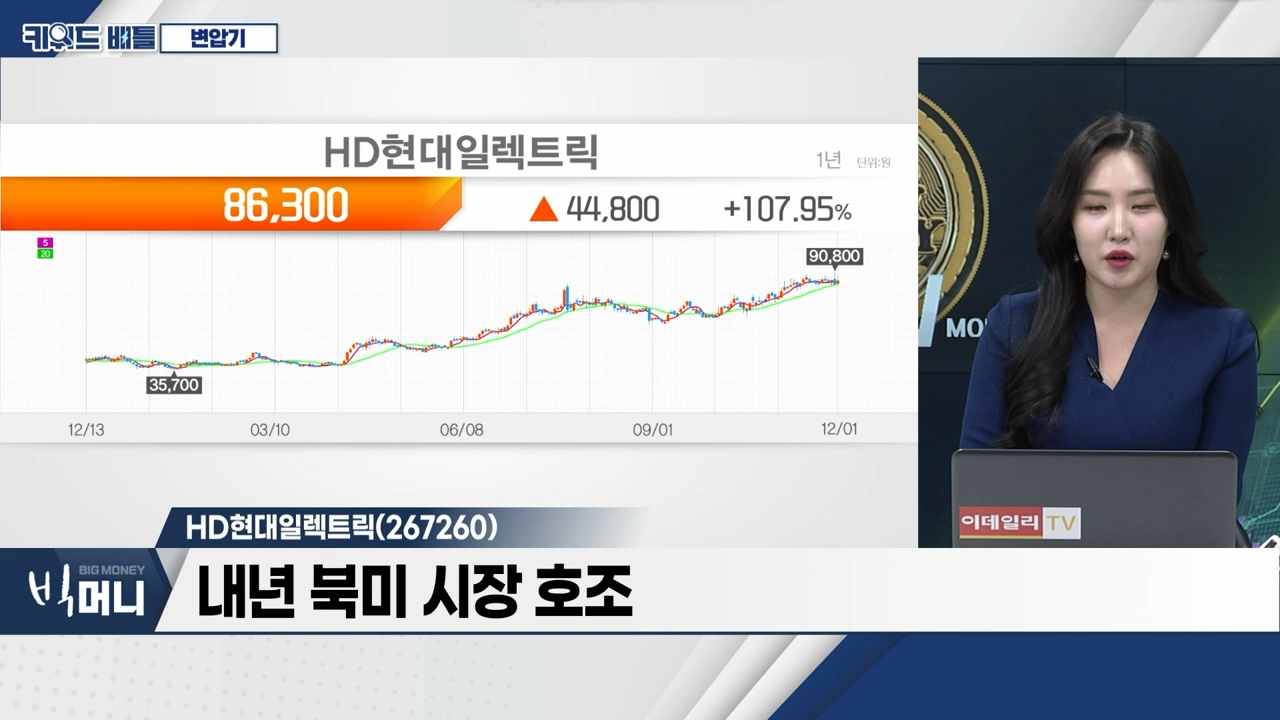 키워드 배틀 변압기
HD현대일렉트릭
1년 단위:원
86,300 ▲ 44,800 +107.95%
5
20
90,800
35,700
12/13 03/10 06/08 09/01 12/01
MO
이데일리 TV
HD현대일렉트릭(267260)
BIG MONEY
빅머니
내년 북미 시장 호조